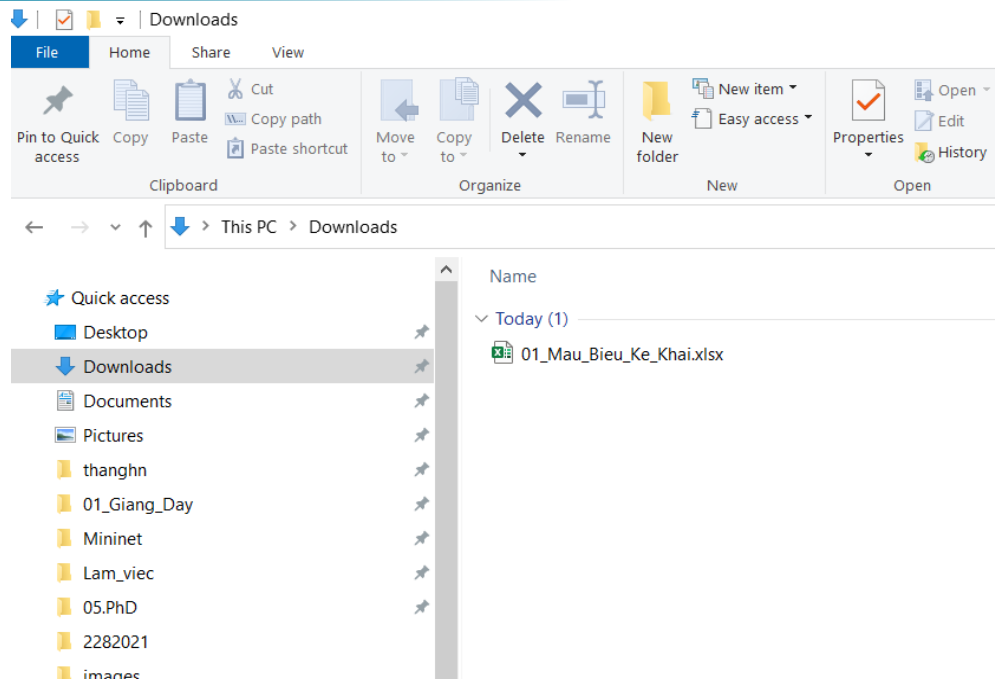 Downloads
File Home Share View
Pin to Quick access
Copy
Paste
Cut
Copy path
Paste shortcut
Clipboard
Move to
Copy to
Delete
Rename
Organize
New folder
New item
Easy access
New
Properties
Open
Edit
History
Open
This PC > Downloads
Quick access
Desktop
Downloads
Documents
Pictures
thanghn
01_Giang_Day
Mininet
Lam_viec
05.PhD
2282021
images
Name
Today (1)
01_Mau_Bieu_Ke_Khai.xlsx